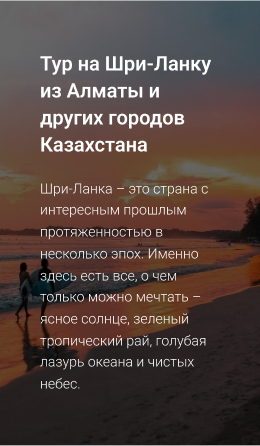 Тур на Шри-Ланку
из Алматы и
других городов
Казахстана
Шри-Ланка – это страна с
интересным прошлым
протяженностью в
несколько эпох. Именно
здесь есть все, о чем
только можно мечтать –
ясное солнце, зеленый
тропический рай, голубая
лазурь океана и чистых
небес.